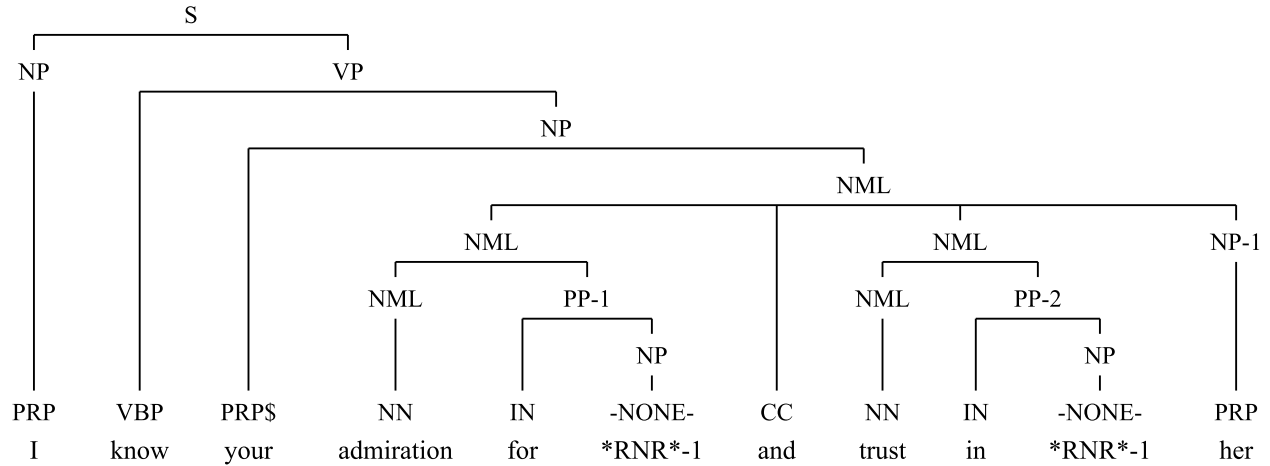 S
NP VP
NP
NML
NML NML NP-1
NML PP-1 NML PP-2
NP NP
PRP VBP PRP$ NN IN -NONE- CC NN IN -NONE- PRP
I know your admiration for *RNR*-1 and trust in *RNR*-1 her